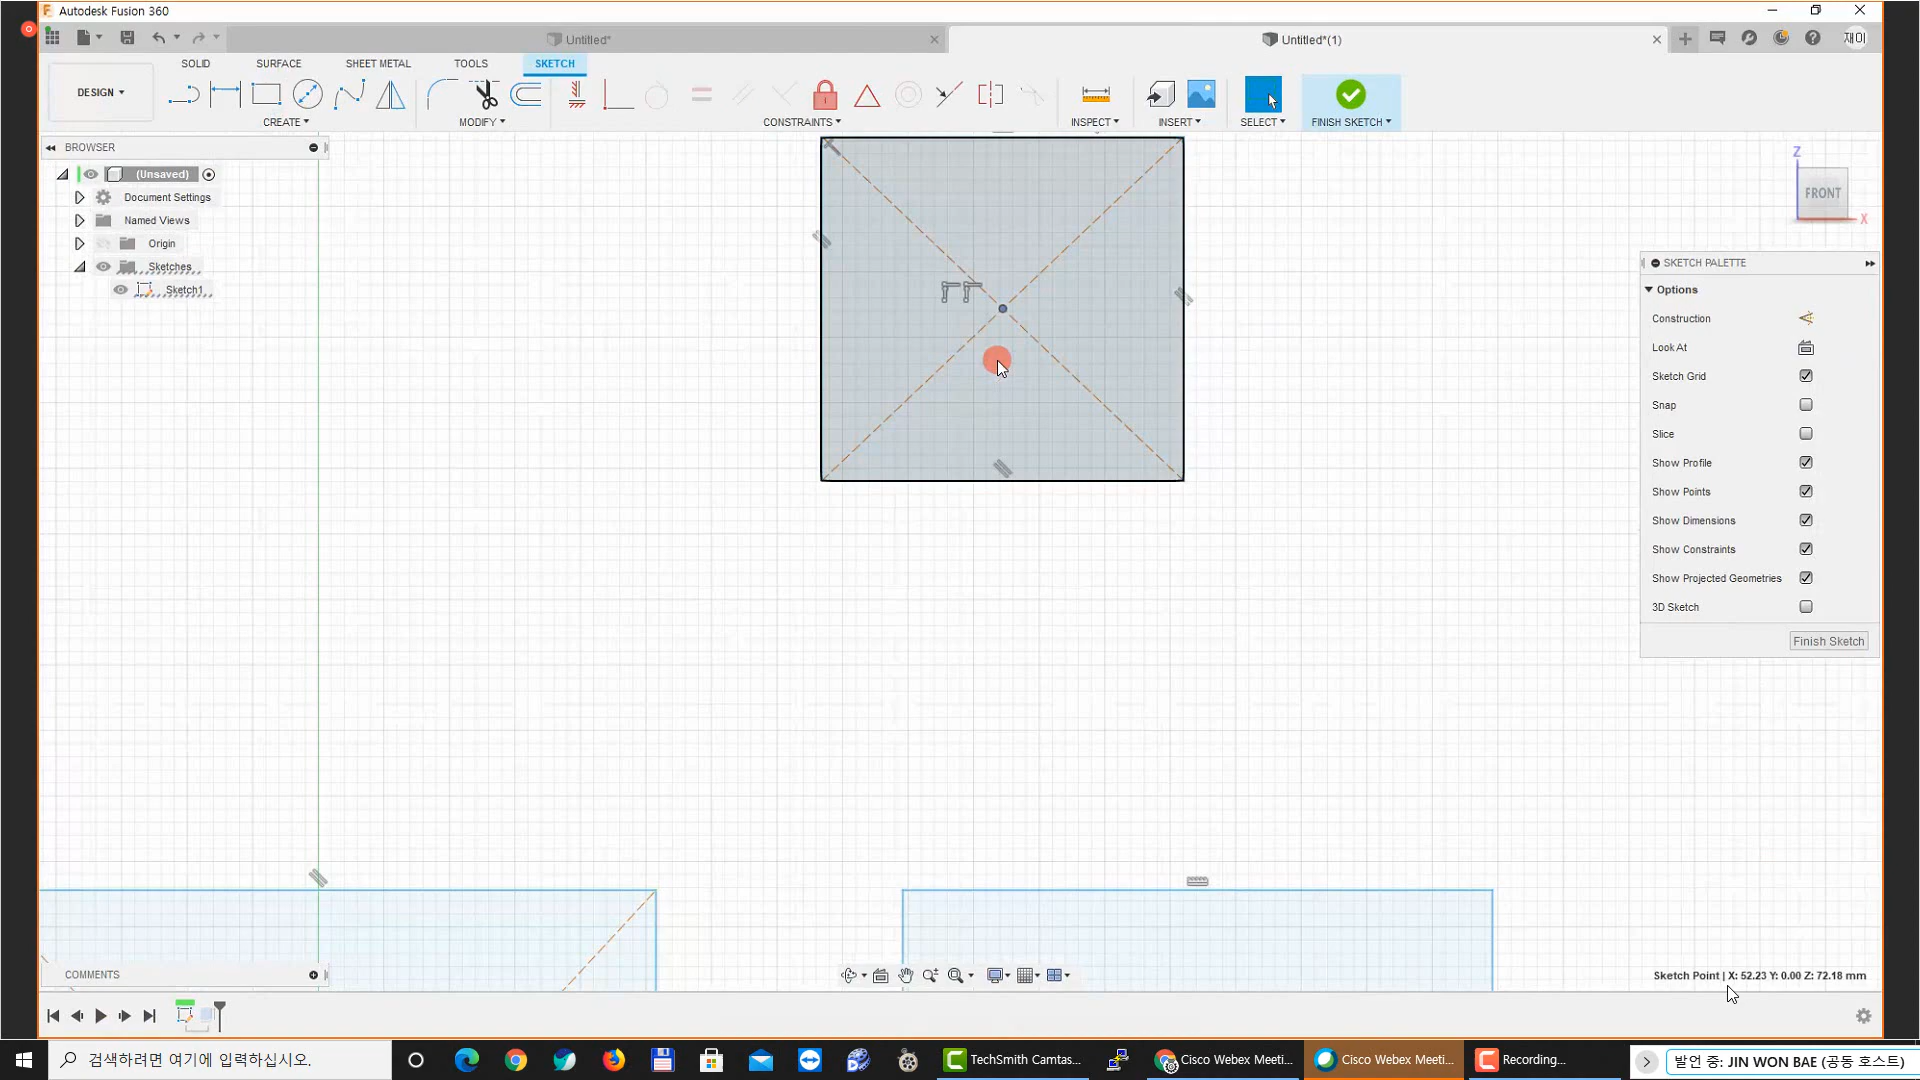 Autodesk Fusion 360
Untitled*
Untitled*(1)
재이
SOLID
SURFACE
SHEET METAL
TOOLS
SKETCH
DESIGN
CREATE
MODIFY
CONSTRAINTS
INSPECT
INSERT
SELECT
FINISH SKETCH
BROWSER
(Unsaved)
Document Settings
Named Views
Origin
Sketches
Sketch1
Z
FRONT
X
SKETCH PALETTE
Options
Construction
Look At
Sketch Grid
Snap
Slice
Show Profile
Show Points
Show Dimensions
Show Constraints
Show Projected Geometries
3D Sketch
Finish Sketch
COMMENTS
Sketch Point | X: 52.23 Y: 0.00 Z: 72.18 mm
검색하려면 여기에 입력하십시오.
TechSmith Camtas...
Cisco Webex Meeti...
Cisco Webex Meeti...
Recording...
발언 중: JIN WON BAE (공동 호스트)